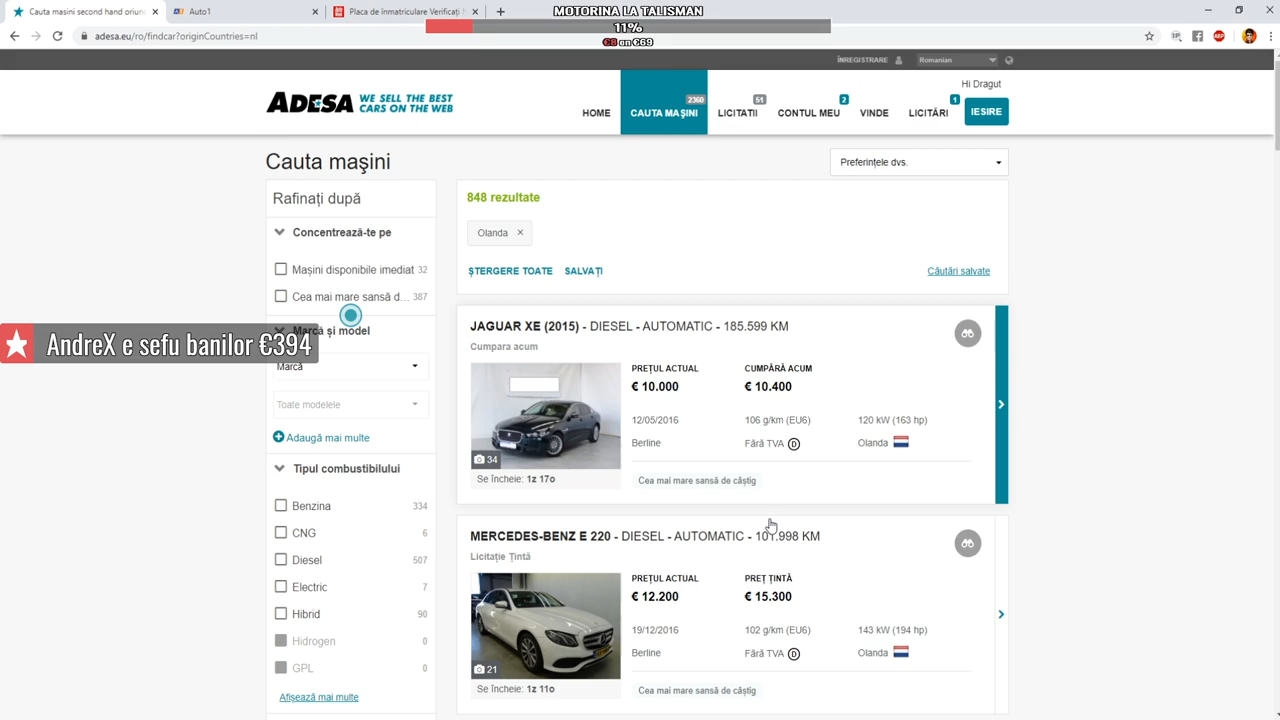 Cauta masini second hand oriunde
Auto1
Placa de inmatriculare Verificați
MOTORINA LA TALISMAN
11%
€8 an €69
adesa.eu/ro/findcar?originCountries=nl
ÎNREGISTRARE
Romanian
ADESA WE SELL THE BEST
CARS ON THE WEB
Hi Dragut
HOME
CAUTA MAŞINI 2360
LICITATII 51
CONTUL MEU 2
VINDE
LICITĂRI 1
IESIRE
Cauta maşini
Preferințele dvs.
Rafinați după
Concentrează-te pe
Mașini disponibile imediat 32
Cea mai mare sansă d... 387
Marcă și model
AndreX e sefu banilor €394
Marcă
Toate modelele
Adaugă mai multe
Tipul combustibilului
Benzina 334
CNG 6
Diesel 507
Electric 7
Hibrid 90
Hidrogen 0
GPL 0
Afișează mai multe
848 rezultate
Olanda ×
ȘTERGERE TOATE SALVAȚI
Căutări salvate
JAGUAR XE (2015) - DIESEL - AUTOMATIC - 185.599 KM
Cumpara acum
PREȚUL ACTUAL CUMPĂRĂ ACUM
€ 10.000 € 10.400
12/05/2016 106 g/km (EU6) 120 kW (163 hp)
Berline Fără TVA D Olanda
34
Se încheie: 1z 17o
Cea mai mare sansă de câștig
MERCEDES-BENZ E 220 - DIESEL - AUTOMATIC - 101.998 KM
Licitație Țintă
PREȚUL ACTUAL PREȚ ȚINTĂ
€ 12.200 € 15.300
19/12/2016 102 g/km (EU6) 143 kW (194 hp)
Berline Fără TVA D Olanda
21
Se încheie: 1z 11o
Cea mai mare sansă de câștig